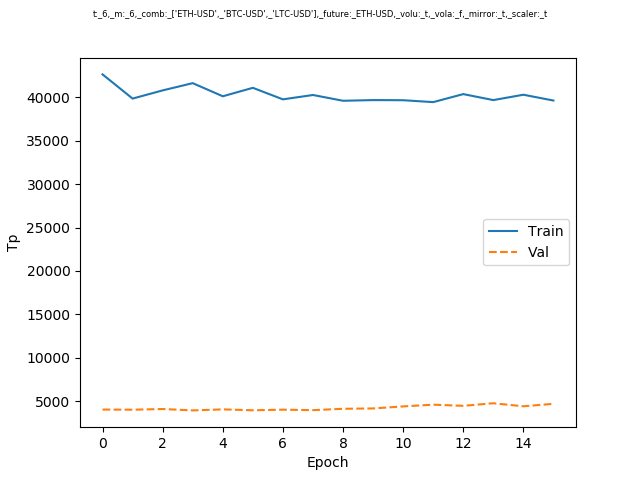 t:_6,_m:_6,_comb:_['ETH-USD',_'BTC-USD',_'LTC-USD'],_future:_ETH-USD,_volu:_t,_vola:_f,_mirror:_t,_scaler:_t
40000
35000
30000
25000
20000
15000
10000
5000
Tp
Train
Val
0 2 4 6 8 10 12 14
Epoch